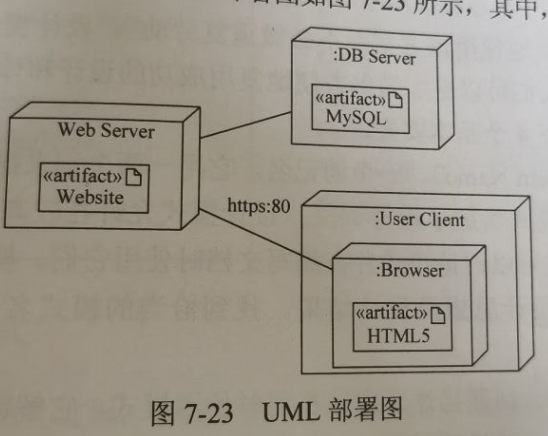 图如图 7-23 所示，其中，
:DB Server
«artifact»
MySQL
Web Server
«artifact»
Website
https:80
:User Client
:Browser
«artifact»
HTML5
图 7-23 UML 部署图